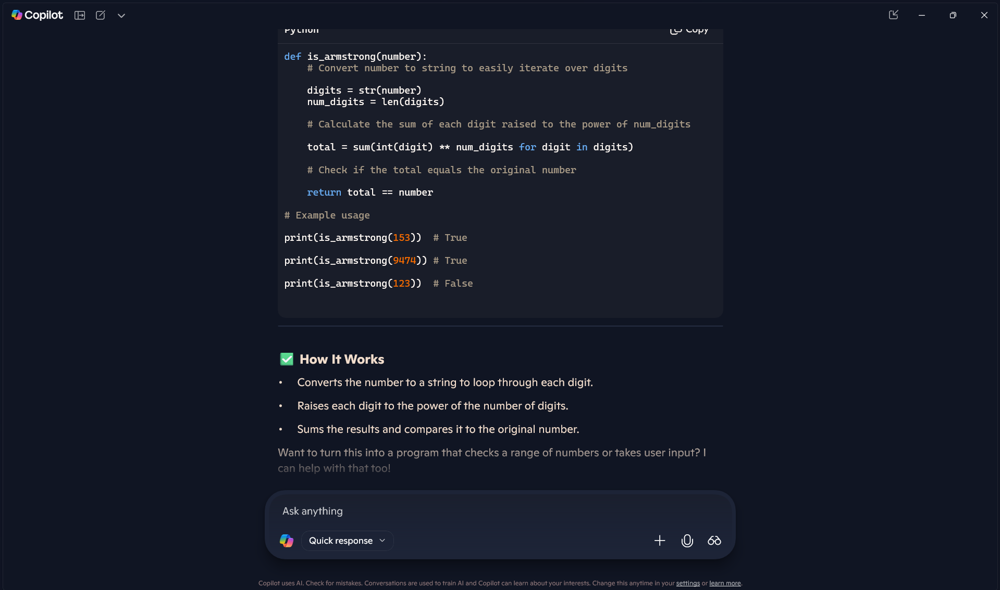 Copilot
Python
Copy
def is_armstrong(number):
    # Convert number to string to easily iterate over digits
    digits = str(number)
    num_digits = len(digits)
    # Calculate the sum of each digit raised to the power of num_digits
    total = sum(int(digit) ** num_digits for digit in digits)
    # Check if the total equals the original number
    return total == number
# Example usage
print(is_armstrong(153))  # True
print(is_armstrong(9474)) # True
print(is_armstrong(123))  # False
✅ How It Works
• Converts the number to a string to loop through each digit.
• Raises each digit to the power of the number of digits.
• Sums the results and compares it to the original number.
Want to turn this into a program that checks a range of numbers or takes user input? I
can help with that too!
Ask anything
Quick response
Copilot uses AI. Check for mistakes. Conversations are used to train AI and Copilot can learn about your interests. Change this anytime in your settings or learn more.